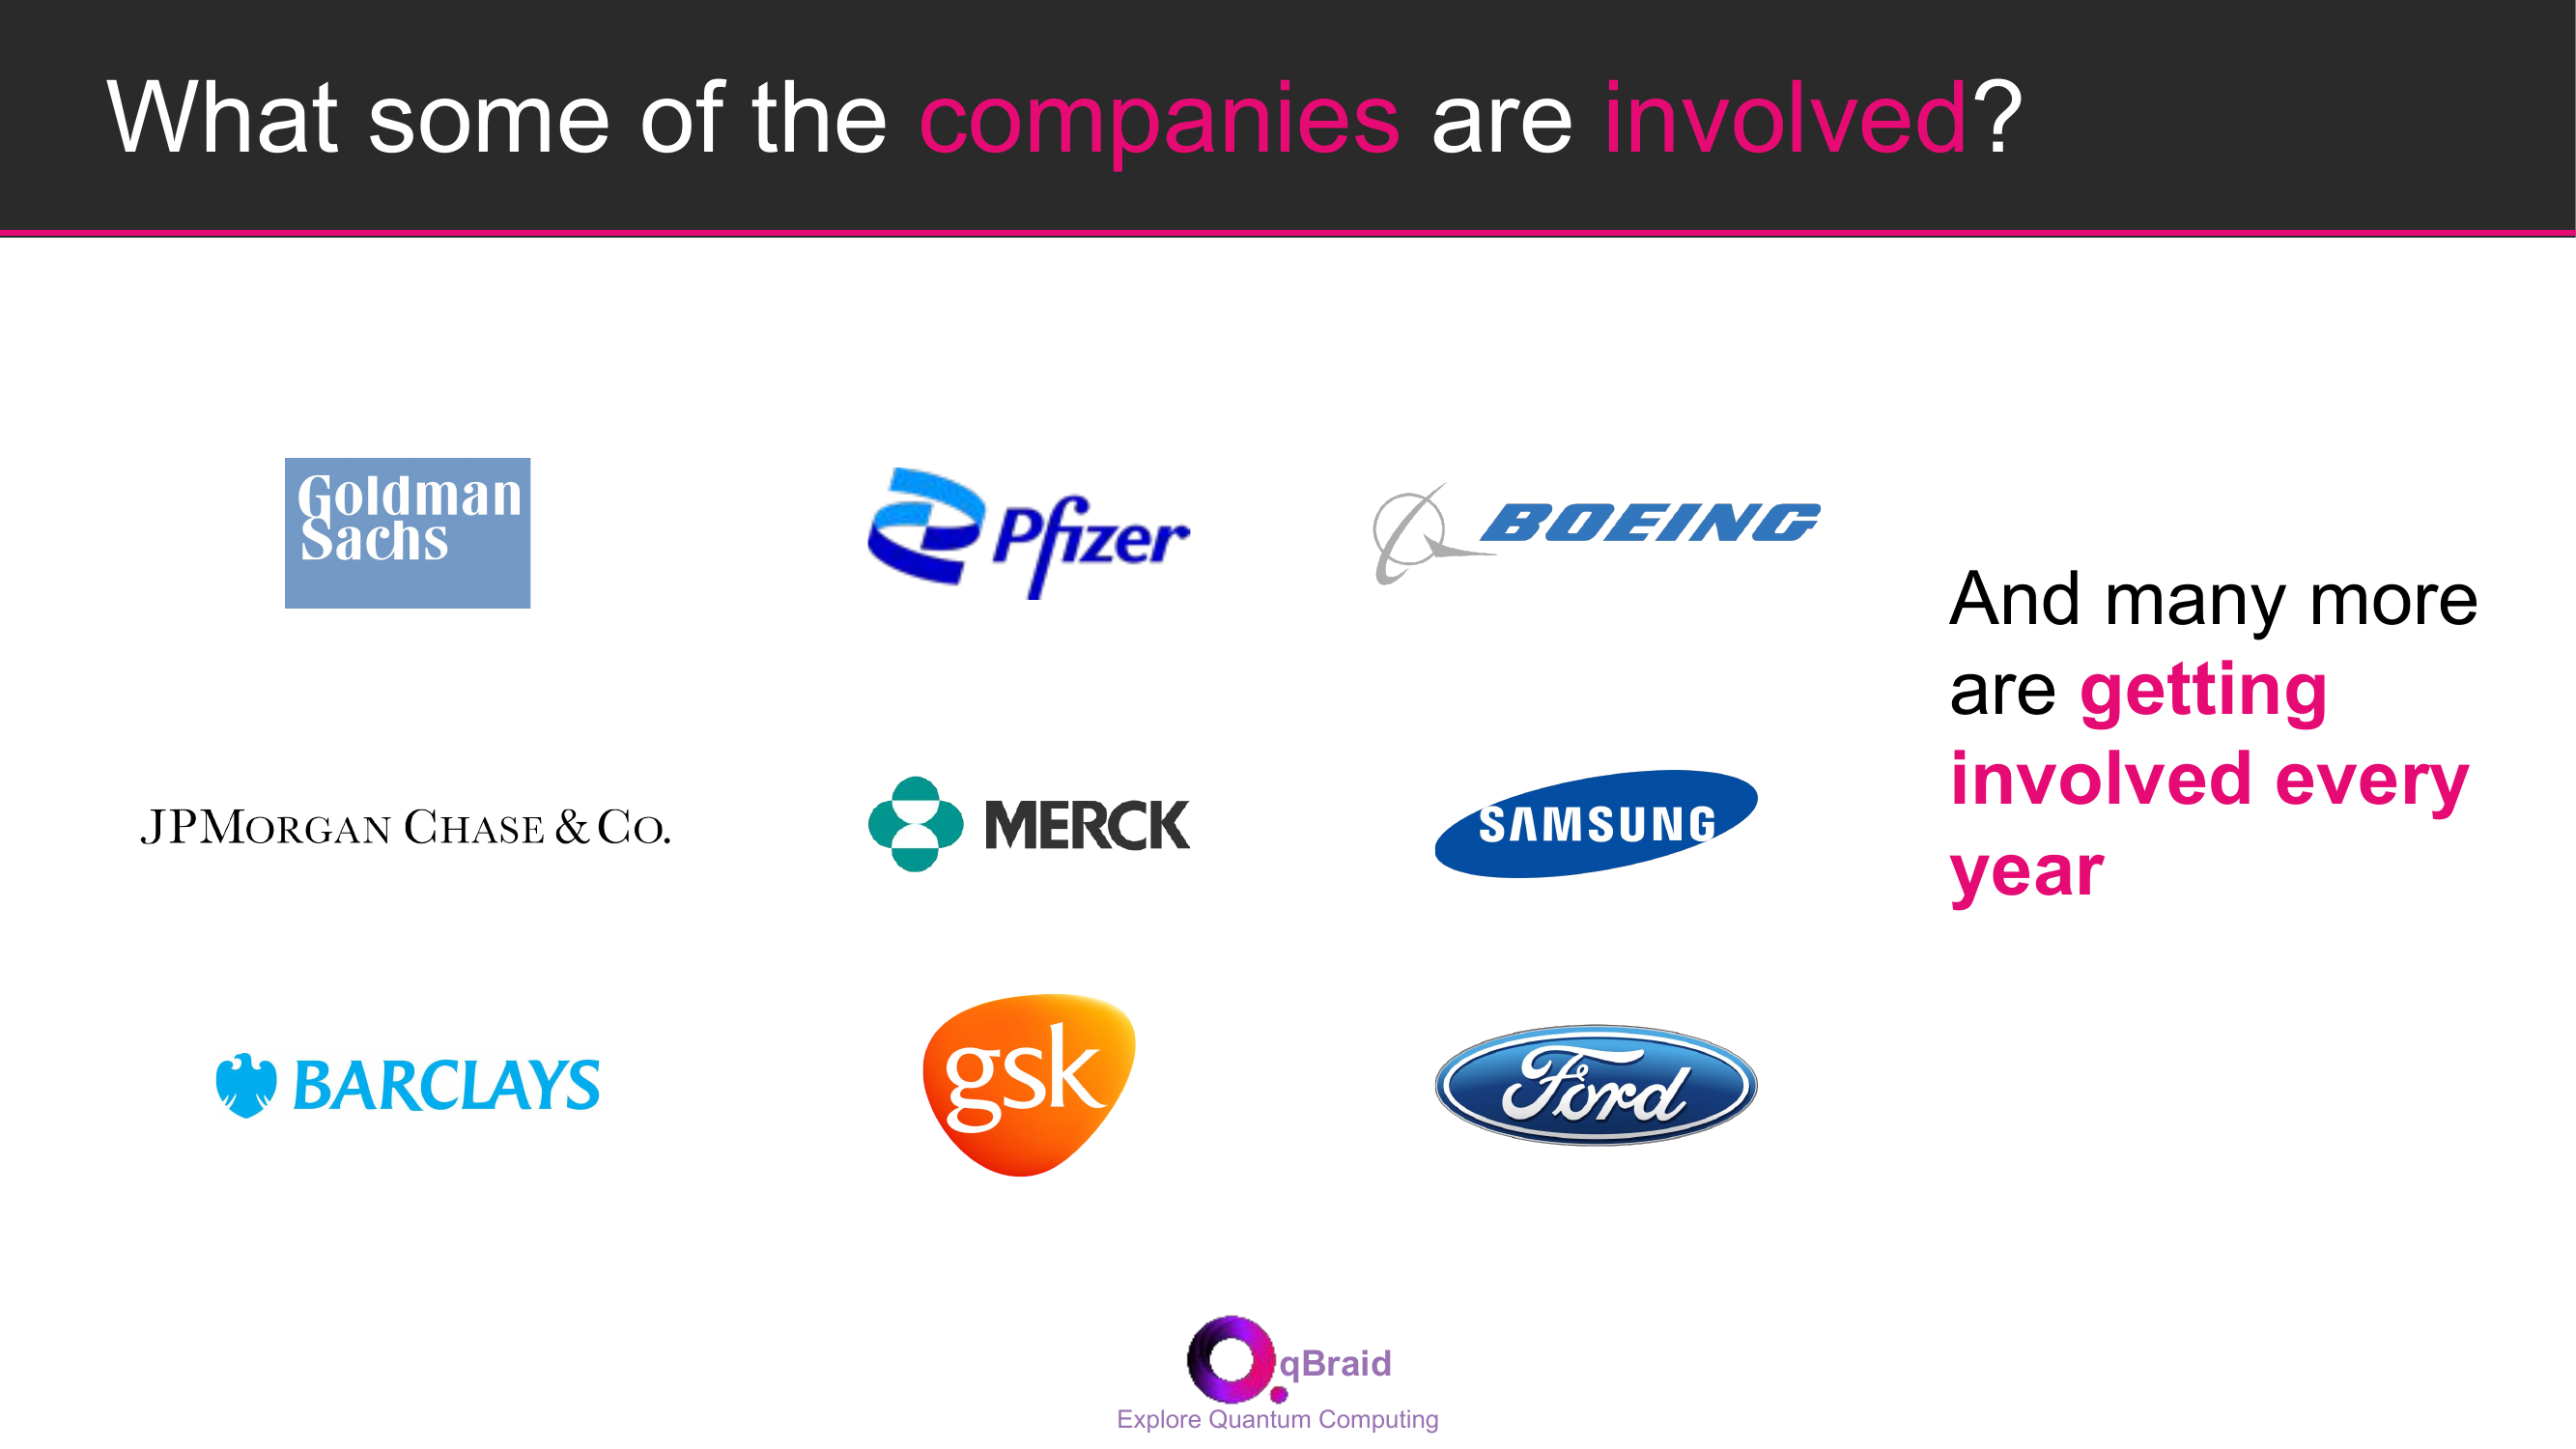 What some of the companies are involved?
Goldman
Sachs
Pfizer
BOEING
JPMORGAN CHASE & CO.
MERCK
SAMSUNG
BARCLAYS
gsk
Ford
And many more
are getting
involved every
year
qBraid
Explore Quantum Computing